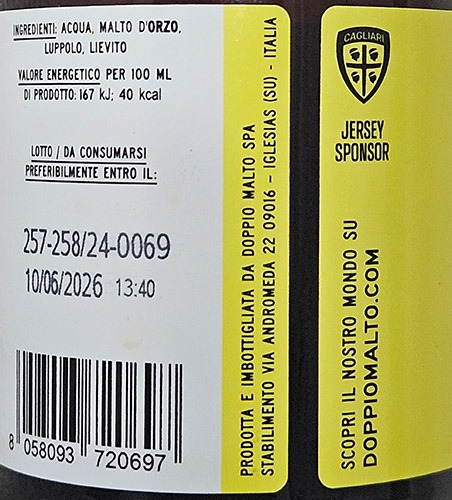 INGREDIENTI: ACQUA, MALTO D'ORZO,
LUPPOLO, LIEVITO
VALORE ENERGETICO PER 100 ML
DI PRODOTTO: 167 kJ; 40 kcal
LOTTO / DA CONSUMARSI
PREFERIBILMENTE ENTRO IL:
257-258/24-0069
10/06/2026 13:40
8 058093 720697
PRODOTTA E IMBOTTIGLIATA DA DOPPIO MALTO SPA
STABILIMENTO VIA ANDROMEDA 22 09016 - IGLESIAS (SU) - ITALIA
CAGLIARI
JERSEY
SPONSOR
SCOPRI IL NOSTRO MONDO SU
DOPPIOMALTO.COM